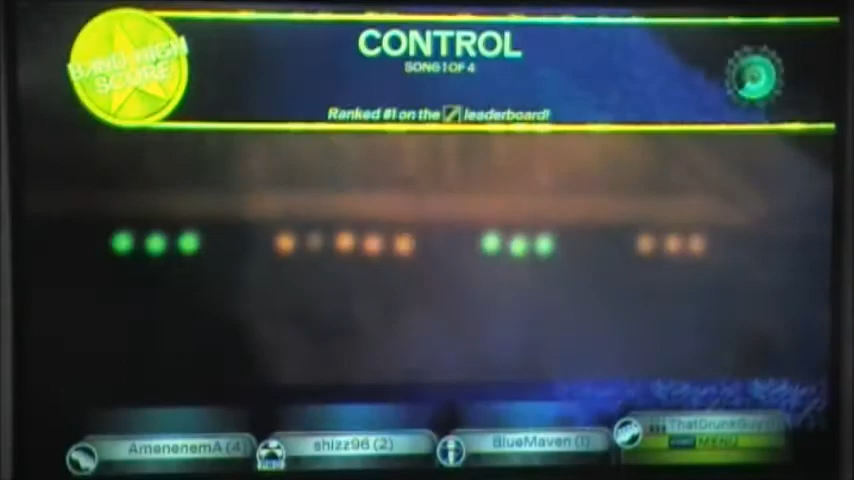 BAND HIGH
SCORE
CONTROL
SONG 1 OF 4
Ranked #1 on the leaderboard!
AmenenemA (4)
shizz96 (2)
BlueMaven (1)
ThatDrunkGuy
MENU